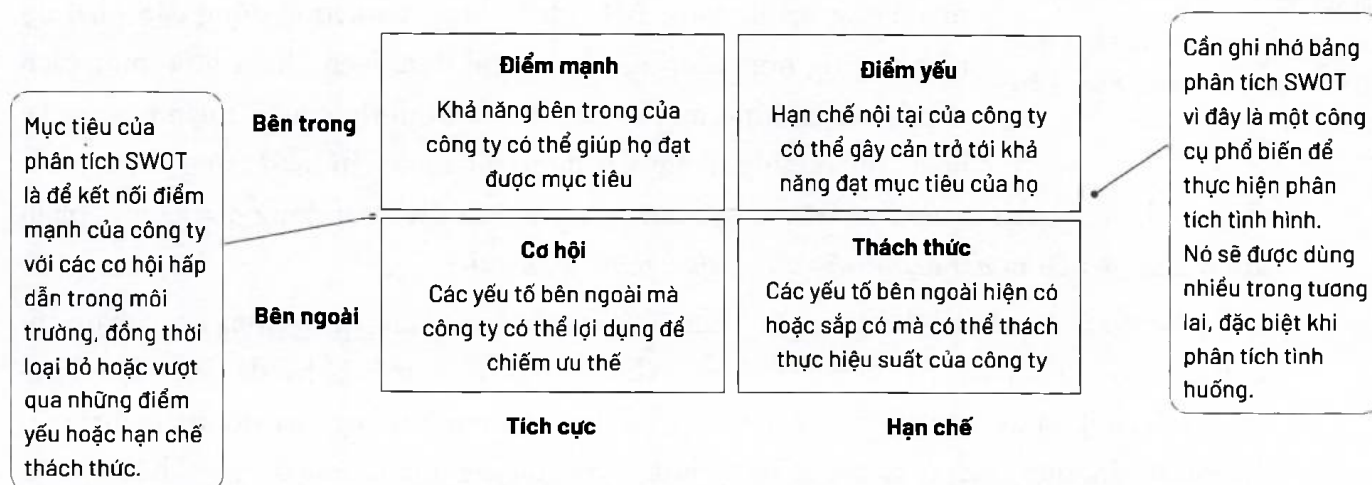 Mục tiêu của
phân tích SWOT
là để kết nối điểm
mạnh của công ty
với các cơ hội hấp
dẫn trong môi
trường, đồng thời
loại bỏ hoặc vượt
qua những điểm
yếu hoặc hạn chế
thách thức.
Bên trong
Điểm mạnh
Khả năng bên trong của
công ty có thể giúp họ đạt
được mục tiêu
Điểm yếu
Hạn chế nội tại của công ty
có thể gây cản trở tới khả
năng đạt mục tiêu của họ
Bên ngoài
Cơ hội
Các yếu tố bên ngoài mà
công ty có thể lợi dụng để
chiếm ưu thế
Thách thức
Các yếu tố bên ngoài hiện có
hoặc sắp có mà có thể thách
thực hiệu suất của công ty
Tích cực
Hạn chế
Cần ghi nhớ bảng
phân tích SWOT
vì đây là một công
cụ phổ biến để
thực hiện phân
tích tình hình.
Nó sẽ được dùng
nhiều trong tương
lai, đặc biệt khi
phân tích tình
huống.